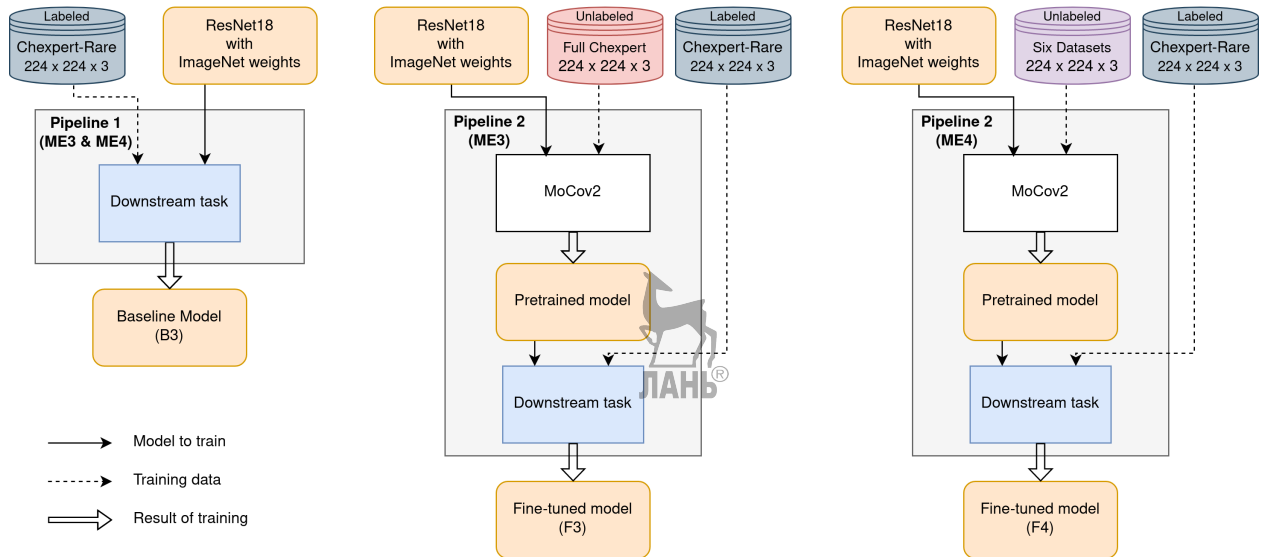 Labeled
Chexpert-Rare
224 x 224 x 3
ResNet18
with
ImageNet weights
Pipeline 1
(ME3 & ME4)
Downstream task
Baseline Model
(B3)
Model to train
Training data
Result of training
ResNet18
with
ImageNet weights
Unlabeled
Full Chexpert
224 x 224 x 3
Labeled
Chexpert-Rare
224 x 224 x 3
Pipeline 2
(ME3)
MoCov2
Pretrained model
ЛАНЬ®
Downstream task
Fine-tuned model
(F3)
ResNet18
with
ImageNet weights
Unlabeled
Six Datasets
224 x 224 x 3
Labeled
Chexpert-Rare
224 x 224 x 3
Pipeline 2
(ME4)
MoCov2
Pretrained model
Downstream task
Fine-tuned model
(F4)